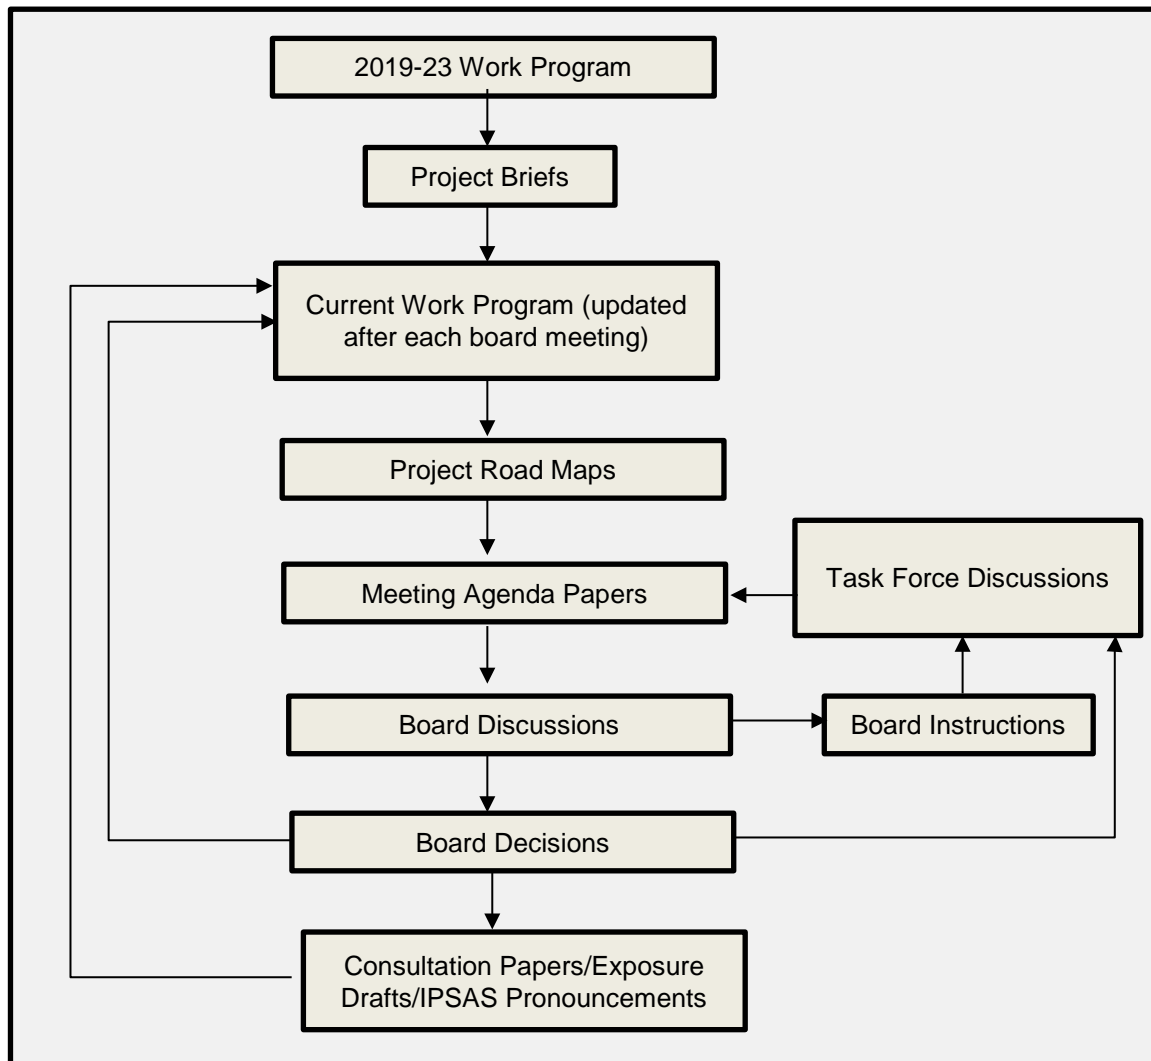 2019-23 Work Program
Project Briefs
Current Work Program (updated
after each board meeting)
Project Road Maps
Task Force Discussions
Meeting Agenda Papers
Board Discussions
Board Instructions
Board Decisions
Consultation Papers/Exposure
Drafts/IPSAS Pronouncements